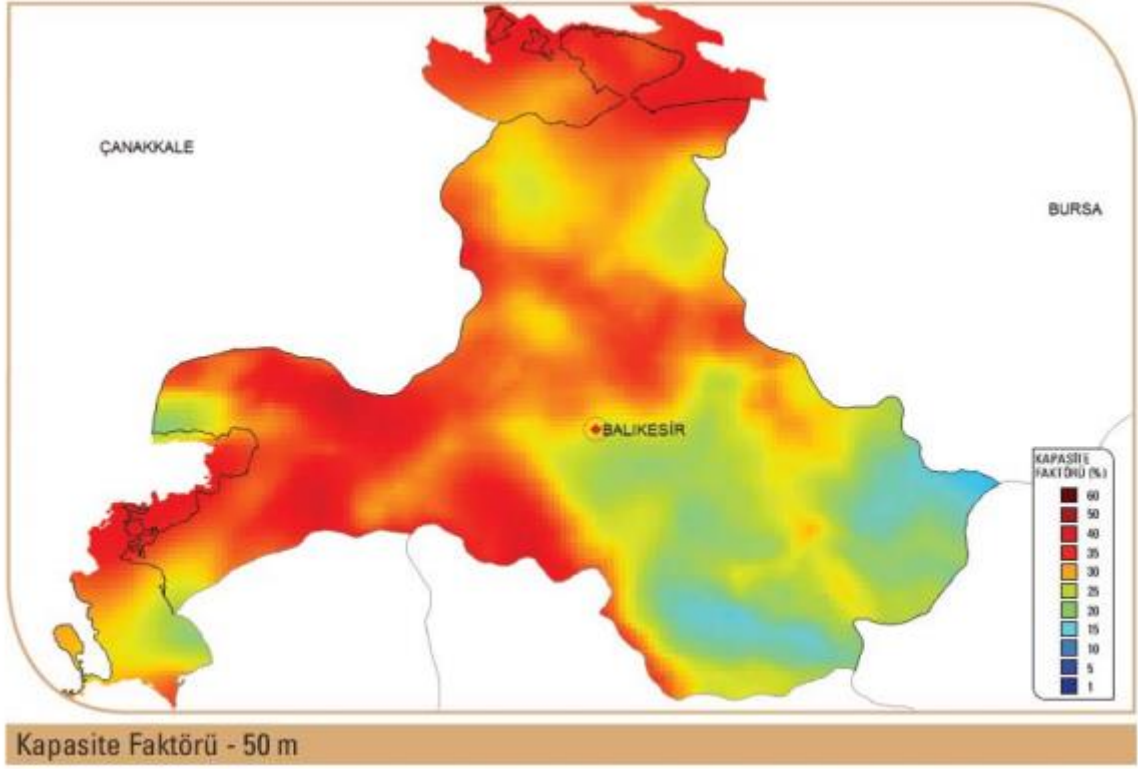 ÇANAKKALE
BURSA
BALIKESİR
KAPASİTE
FAKTÖRÜ (%)
60
50
40
35
30
25
20
15
10
5
1
Kapasite Faktörü - 50 m